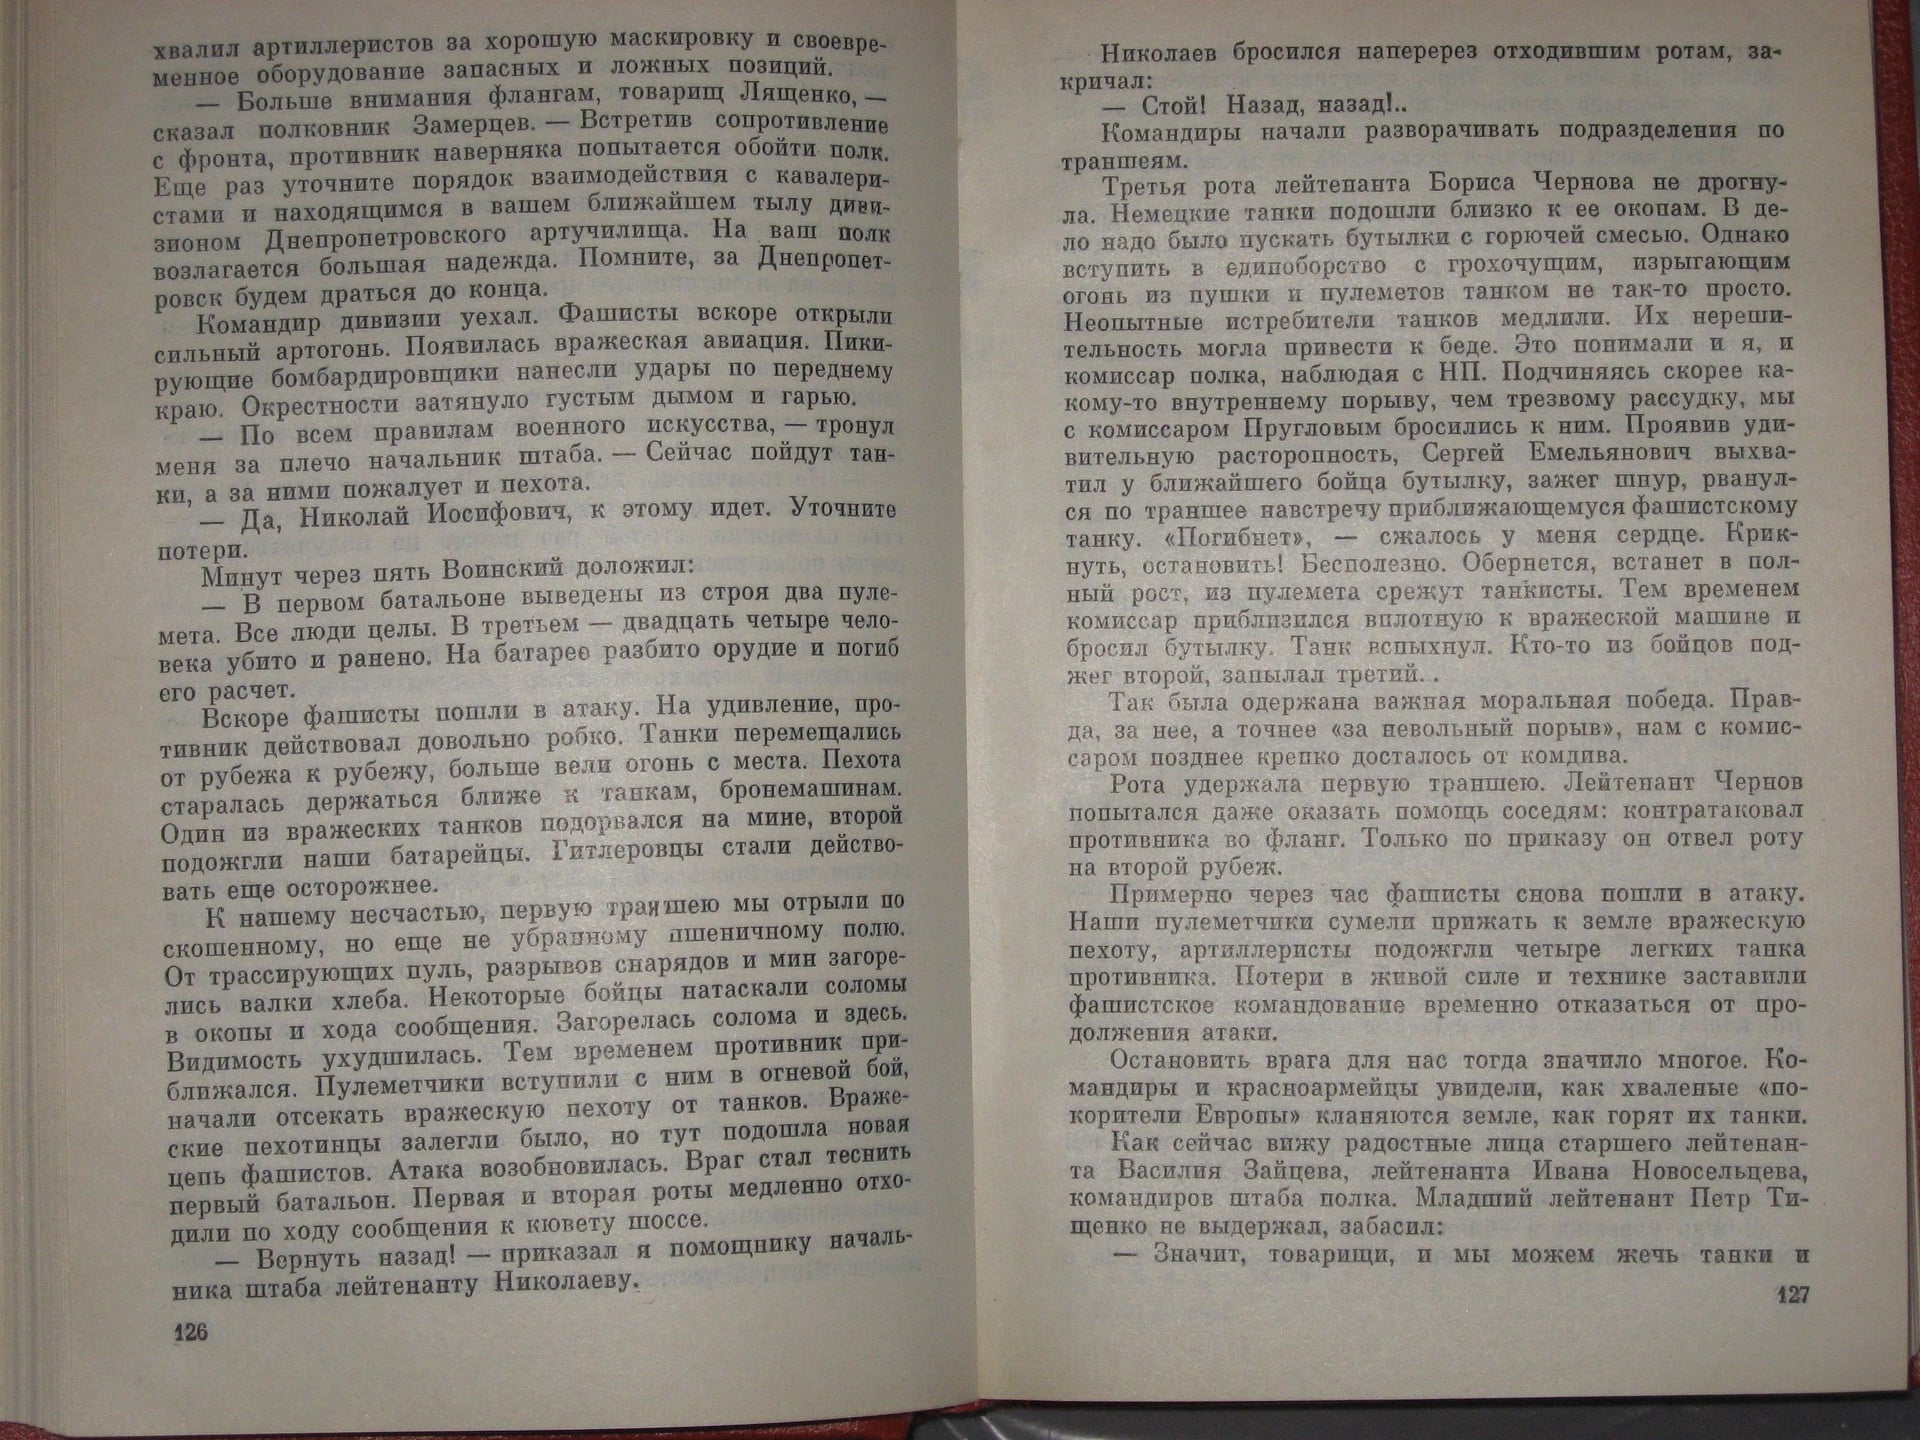 хвалил артиллеристов за хорошую маскировку и своевре-
менное оборудование запасных и ложных позиций.
— Больше внимания флангам, товарищ Лященко, —
сказал полковник Замерцев. — Встретив сопротивление
с фронта, противник наверняка попытается обойти полк.
Еще раз уточните порядок взаимодействия с кавалери-
стами и находящимся в вашем ближайшем тылу диви-
зионом Днепропетровского артучилища. На ваш полк
возлагается большая надежда. Помните, за Днепропет-
ровск будем драться до конца.
Командир дивизии уехал. Фашисты вскоре открыли
сильный артогонь. Появилась вражеская авиация. Пики-
рующие бомбардировщики нанесли удары по переднему
краю. Окрестности затянуло густым дымом и гарью.
— По всем правилам военного искусства, — тронул
меня за плечо начальник штаба. — Сейчас пойдут тан-
ки, а за ними пожалует и пехота.
— Да, Николай Иосифович, к этому идет. Уточните
потери.
Минут через пять Воинский доложил:
— В первом батальоне выведены из строя два пуле-
мета. Все люди целы. В третьем — двадцать четыре чело-
века убито и ранено. На батарее разбито орудие и погиб
его расчет.
Вскоре фашисты пошли в атаку. На удивление, про-
тивник действовал довольно робко. Танки перемещались
от рубежа к рубежу, больше вели огонь с места. Пехота
старалась держаться ближе к танкам, бронемашинам.
Один из вражеских танков подорвался на мине, второй
подожгли наши батарейцы. Гитлеровцы стали действо-
вать еще осторожнее.
К нашему несчастью, первую траншею мы отрыли по
скошенному, но еще не убранному пшеничному полю.
От трассирующих пуль, разрывов снарядов и мин загоре-
лись валки хлеба. Некоторые бойцы натаскали соломы
в окопы и хода сообщения. Загорелась солома и здесь.
Видимость ухудшилась. Тем временем противник при-
ближался. Пулеметчики вступили с ним в огневой бой,
начали отсекать вражескую пехоту от танков. Враже-
ские пехотинцы залегли было, но тут подошла новая
цепь фашистов. Атака возобновилась. Враг стал теснить
первый батальон. Первая и вторая роты медленно отхо-
дили по ходу сообщения к кювету шоссе.
— Вернуть назад! — приказал я помощнику началь-
ника штаба лейтенанту Николаеву.
126
Николаев бросился наперерез отходившим ротам, за-
кричал:
— Стой! Назад, назад!..
Командиры начали разворачивать подразделения по
траншеям.
Третья рота лейтенанта Бориса Чернова не дрогну-
ла. Немецкие танки подошли близко к ее окопам. В де-
ло надо было пускать бутылки с горючей смесью. Однако
вступить в единоборство с грохочущим, изрыгающим
огонь из пушки и пулеметов танком не так-то просто.
Неопытные истребители танков медлили. Их нереши-
тельность могла привести к беде. Это понимали и я, и
комиссар полка, наблюдая с НП. Подчиняясь скорее ка-
кому-то внутреннему порыву, чем трезвому рассудку, мы
с комиссаром Пругловым бросились к ним. Проявив уди-
вительную расторопность, Сергей Емельянович выхва-
тил у ближайшего бойца бутылку, зажег шнур, рванул-
ся по траншее навстречу приближающемуся фашистскому
танку. «Погибнет», — сжалось у меня сердце. Крик-
нуть, остановить! Бесполезно. Обернется, встанет в пол-
ный рост, из пулемета срежут танкисты. Тем временем
комиссар приблизился вплотную к вражеской машине и
бросил бутылку. Танк вспыхнул. Кто-то из бойцов под-
жег второй, запылал третий...
Так была одержана важная моральная победа. Прав-
да, за нее, а точнее «за невольный порыв», нам с комис-
саром позднее крепко досталось от комдива.
Рота удержала первую траншею. Лейтенант Чернов
попытался даже оказать помощь соседям: контратаковал
противника во фланг. Только по приказу он отвел роту
на второй рубеж.
Примерно через час фашисты снова пошли в атаку.
Наши пулеметчики сумели прижать к земле вражескую
пехоту, артиллеристы подожгли четыре легких танка
противника. Потери в живой силе и технике заставили
фашистское командование временно отказаться от про-
должения атаки.
Остановить врага для нас тогда значило многое. Ко-
мандиры и красноармейцы увидели, как хваленые «по-
корители Европы» кланяются земле, как горят их танки.
Как сейчас вижу радостные лица старшего лейтенан-
та Василия Зайцева, лейтенанта Ивана Новосельцева,
командиров штаба полка. Младший лейтенант Петр Ти-
щенко не выдержал, забасил:
— Значит, товарищи, и мы можем жечь танки и
127